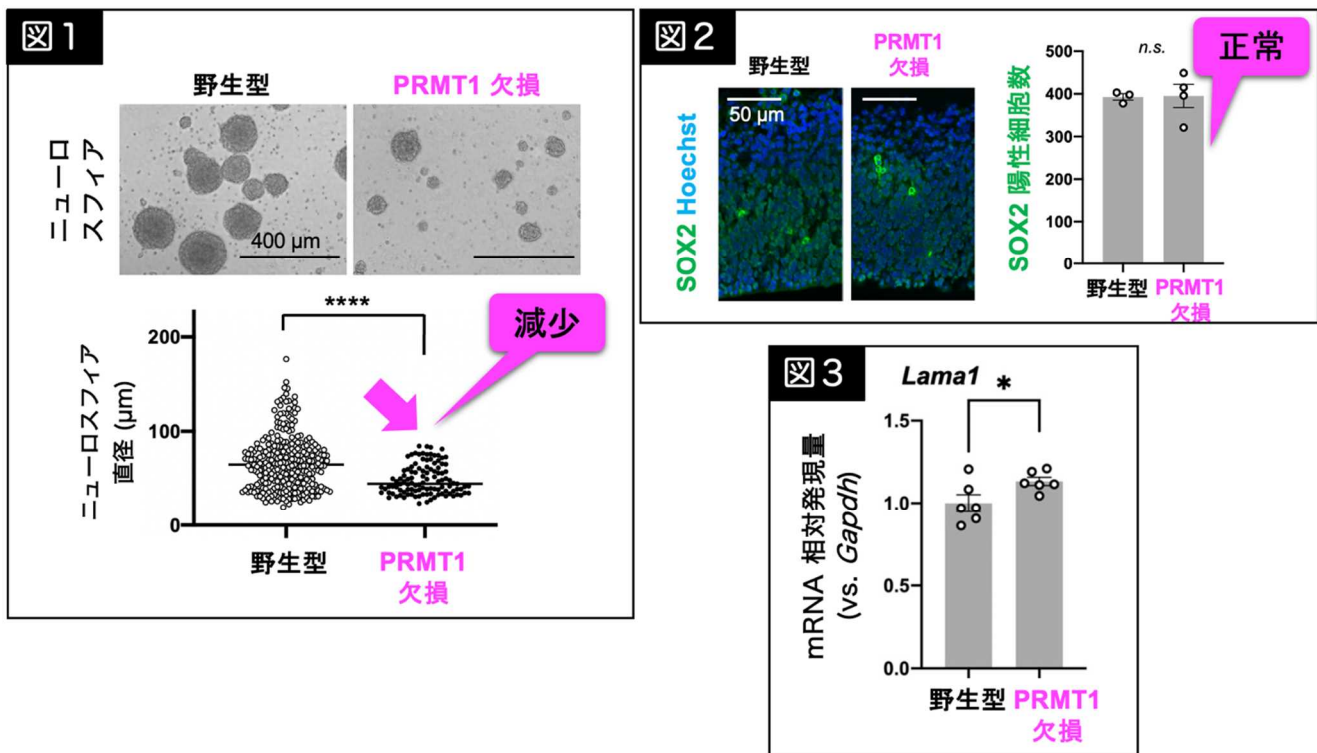 図1
野生型
PRMT1 欠損
ニューロ
スフィア
400 µm
****
減少
ニューロスフィア
直径 (µm)
200
100
0
野生型
PRMT1
欠損
図2
野生型
PRMT1
欠損
SOX2 Hoechst
50 µm
SOX2 陽性細胞数
n.s.
正常
500
400
300
200
100
0
野生型
PRMT1
欠損
図3
Lama1
*
mRNA 相対発現量
(vs. Gapdh)
1.5
1.0
0.5
0.0
野生型
PRMT1
欠損